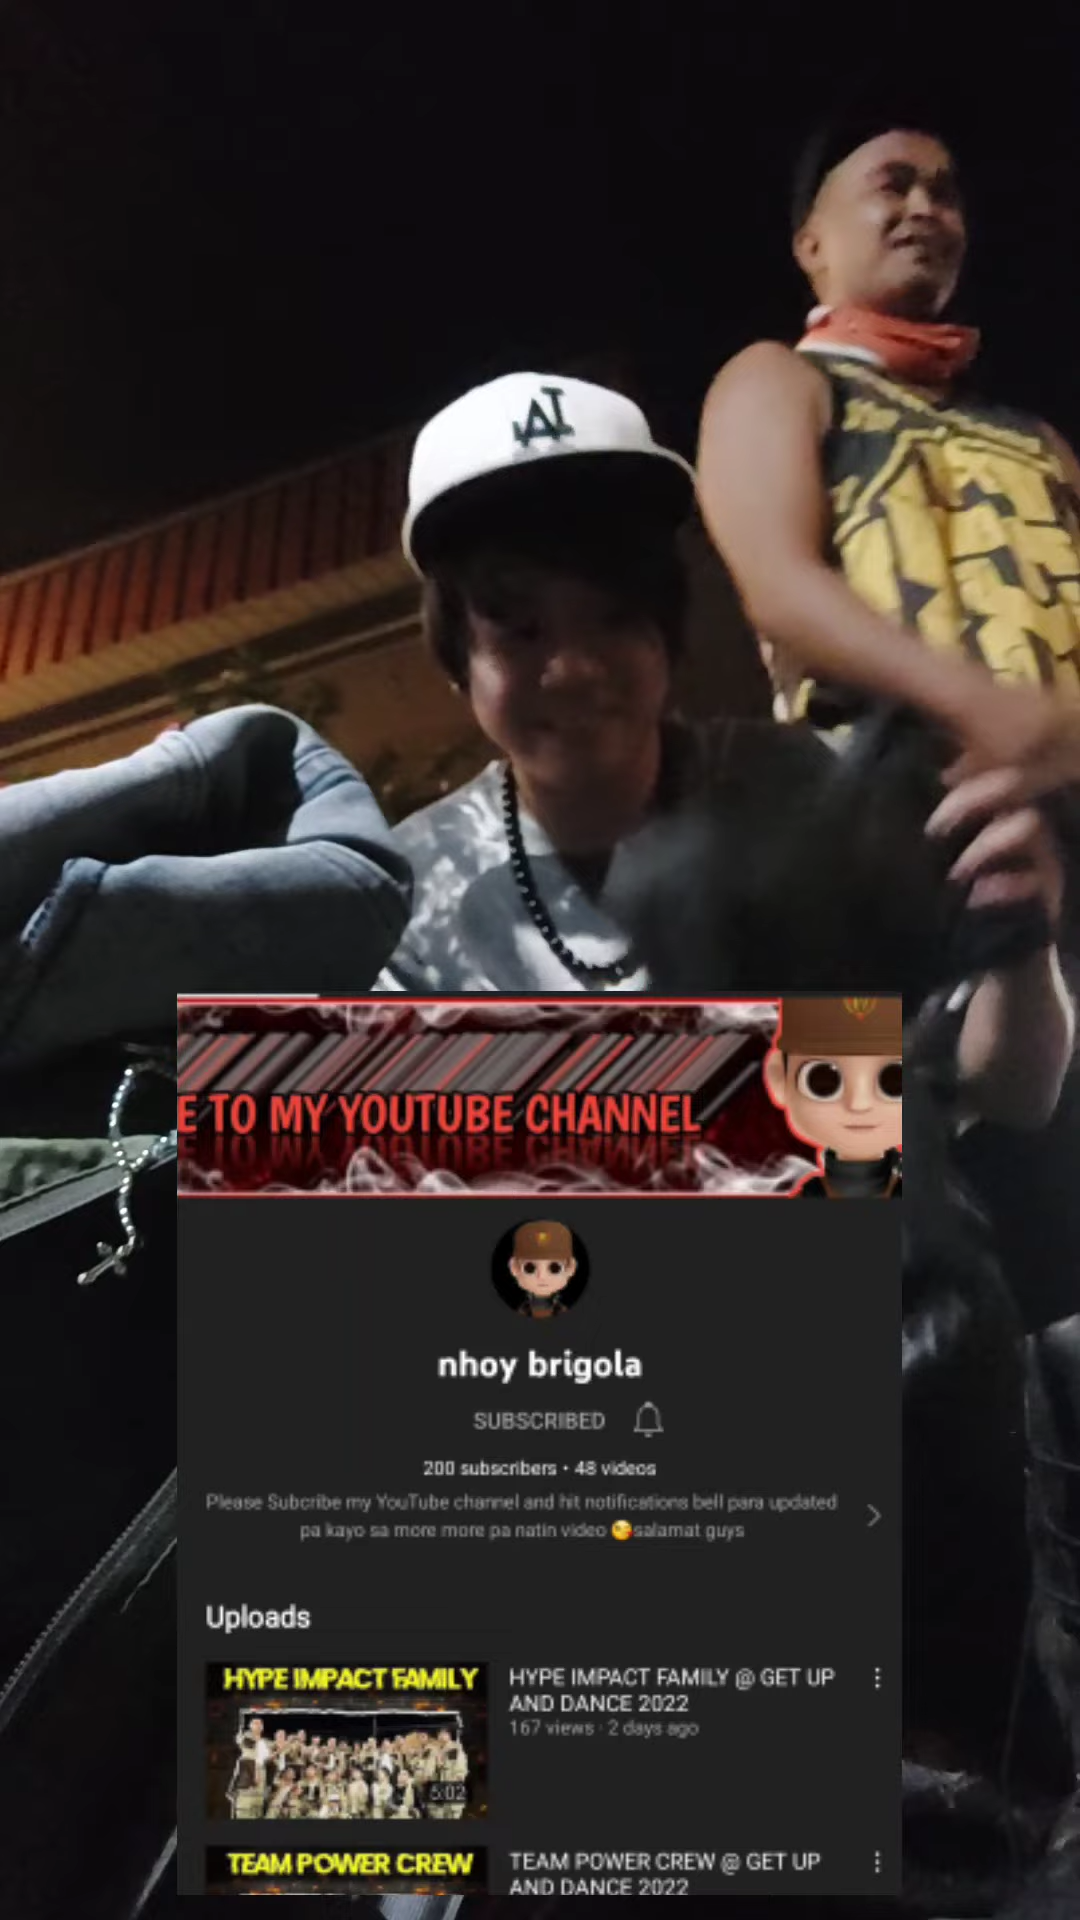 LA
E TO MY YOUTUBE CHANNEL
nhoy brigola
SUBSCRIBED
200 subscribers • 48 videos
Please Subcribe my YouTube channel and hit notifications bell para updated
pa kayo sa more more pa natin video 🧐salamat guys
Uploads
HYPE IMPACT FAMILY
5:02
HYPE IMPACT FAMILY @ GET UP
AND DANCE 2022
167 views · 2 days ago
TEAM POWER CREW
TEAM POWER CREW @ GET UP
AND DANCE 2022